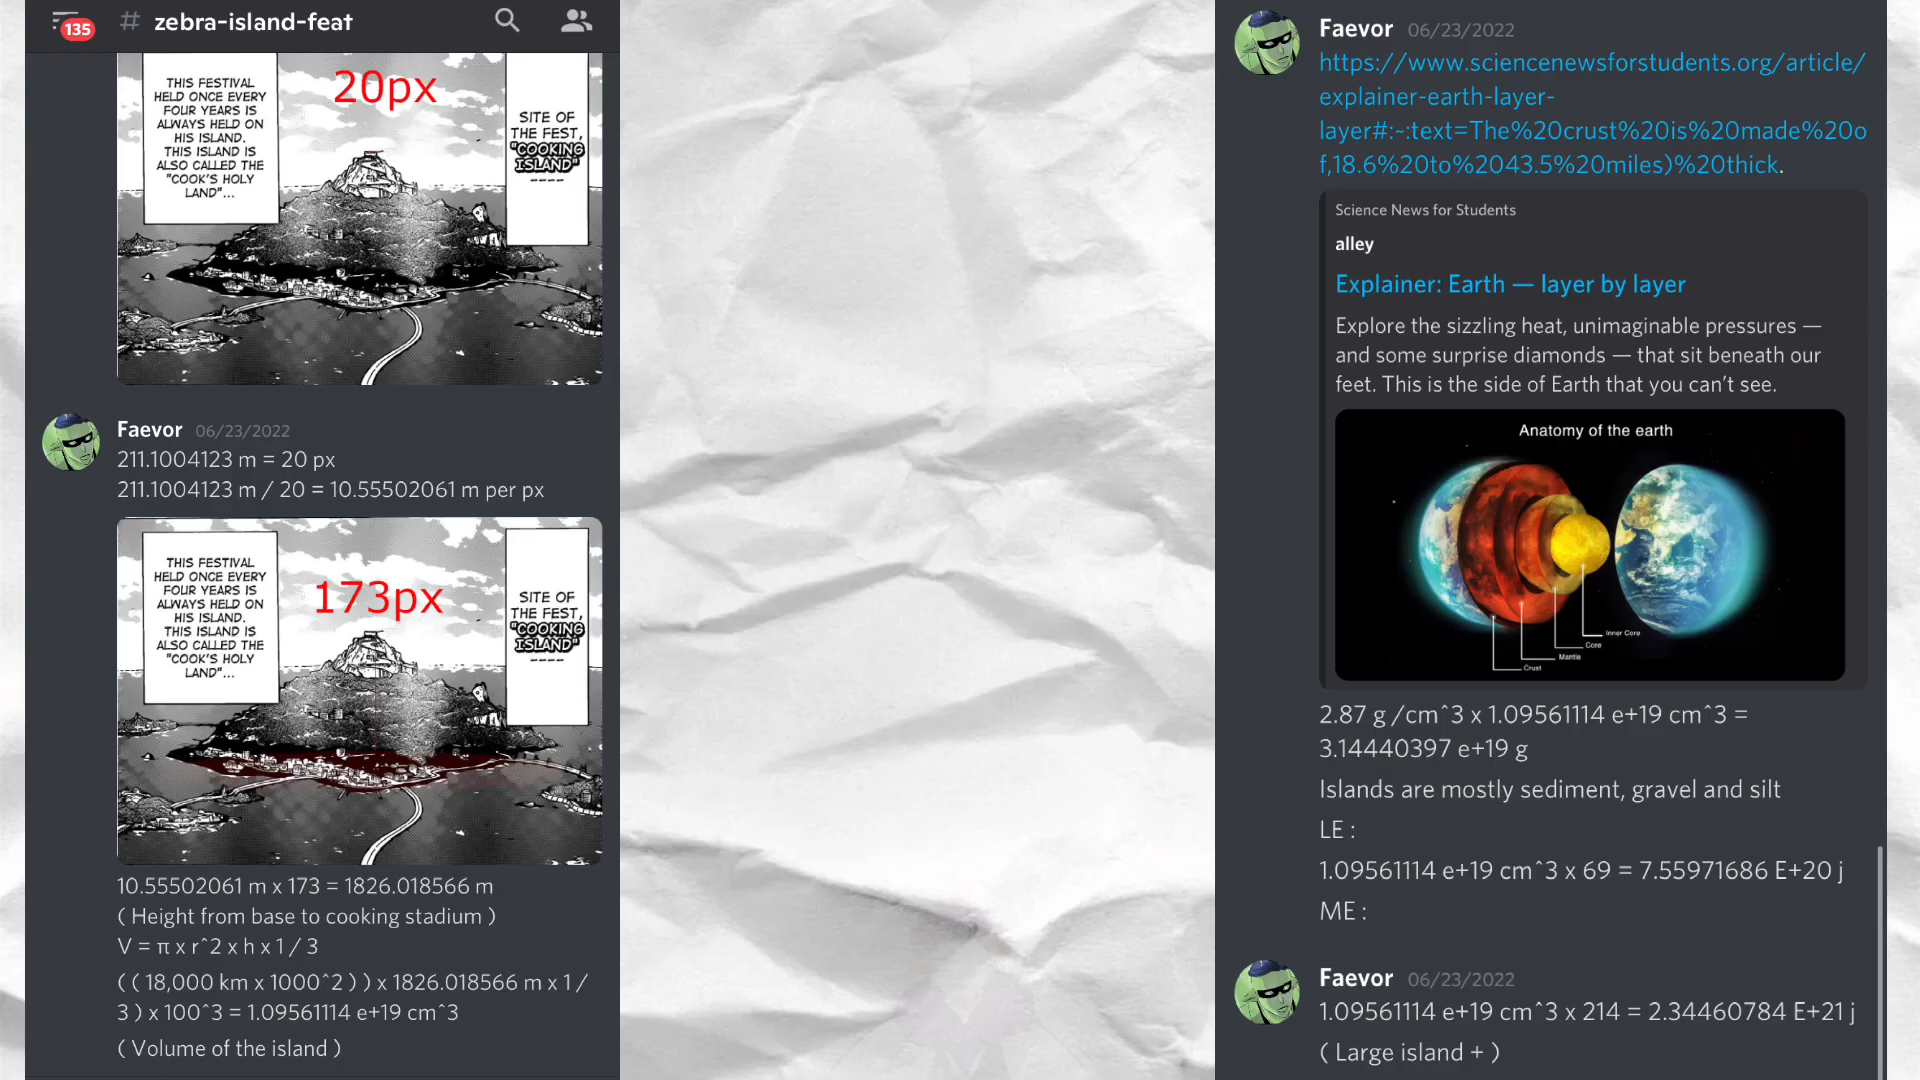 135
# zebra-island-feat
THIS FESTIVAL
HELD ONCE EVERY
FOUR YEARS IS
ALWAYS HELD ON
HIS ISLAND.
THIS ISLAND IS
ALSO CALLED THE
"COOK'S HOLY
LAND"...
20px
SITE OF
THE FEST,
"COOKING
ISLAND"
Faevor 06/23/2022
211.1004123 m = 20 px
211.1004123 m / 20 = 10.55502061 m per px
THIS FESTIVAL
HELD ONCE EVERY
FOUR YEARS IS
ALWAYS HELD ON
HIS ISLAND.
THIS ISLAND IS
ALSO CALLED THE
"COOK'S HOLY
LAND"...
173px
SITE OF
THE FEST,
"COOKING
ISLAND"
10.55502061 m x 173 = 1826.018566 m
( Height from base to cooking stadium )
V = π x r^2 x h x 1 / 3
( ( 18,000 km x 1000^2 ) ) x 1826.018566 m x 1 /
3 ) x 100^3 = 1.09561114 e+19 cm^3
( Volume of the island )
Faevor 06/23/2022
https://www.sciencenewsforstudents.org/article/
explainer-earth-layer-
layer#:~:text=The%20crust%20is%20made%20o
f,18.6%20to%2043.5%20miles)%20thick.
Science News for Students
alley
Explainer: Earth — layer by layer
Explore the sizzling heat, unimaginable pressures —
and some surprise diamonds — that sit beneath our
feet. This is the side of Earth that you can't see.
Anatomy of the earth
Inner Core
Core
Mantle
Crust
2.87 g /cm^3 x 1.09561114 e+19 cm^3 =
3.14440397 e+19 g
Islands are mostly sediment, gravel and silt
LE :
1.09561114 e+19 cm^3 x 69 = 7.55971686 E+20 j
ME :
Faevor 06/23/2022
1.09561114 e+19 cm^3 x 214 = 2.34460784 E+21 j
( Large island + )